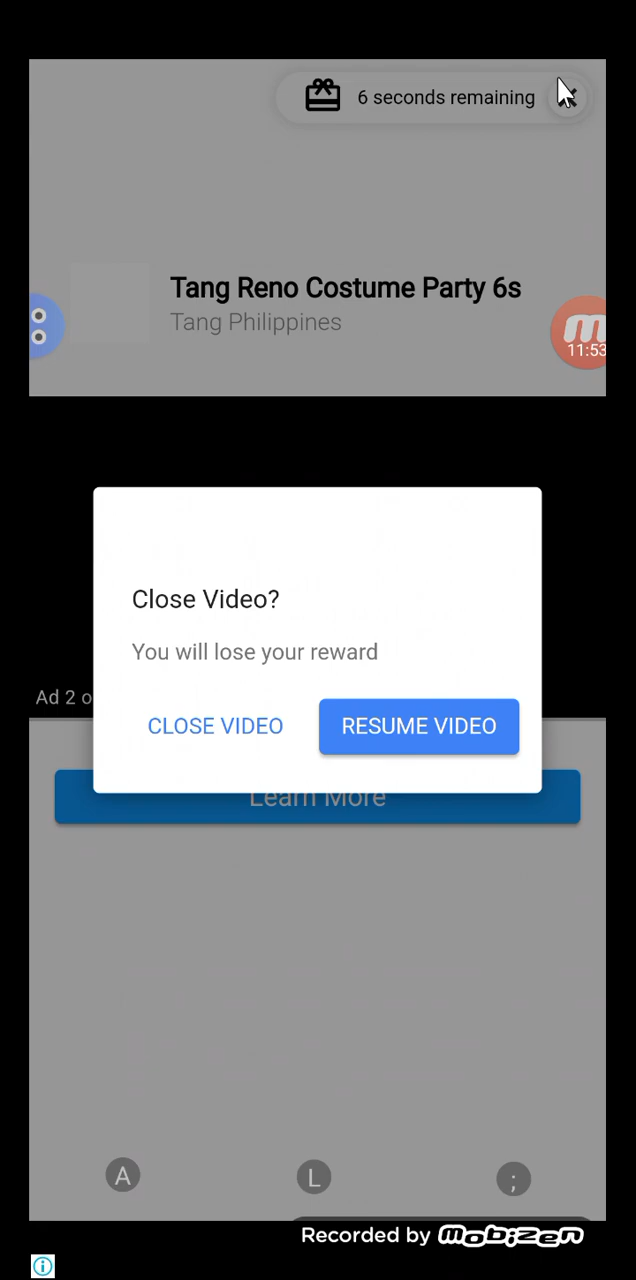 6 seconds remaining
Tang Reno Costume Party 6s
Tang Philippines
11:53
Close Video?
You will lose your reward
Ad 2 o
CLOSE VIDEO
RESUME VIDEO
Learn More
A
L
;
Recorded by mobizen